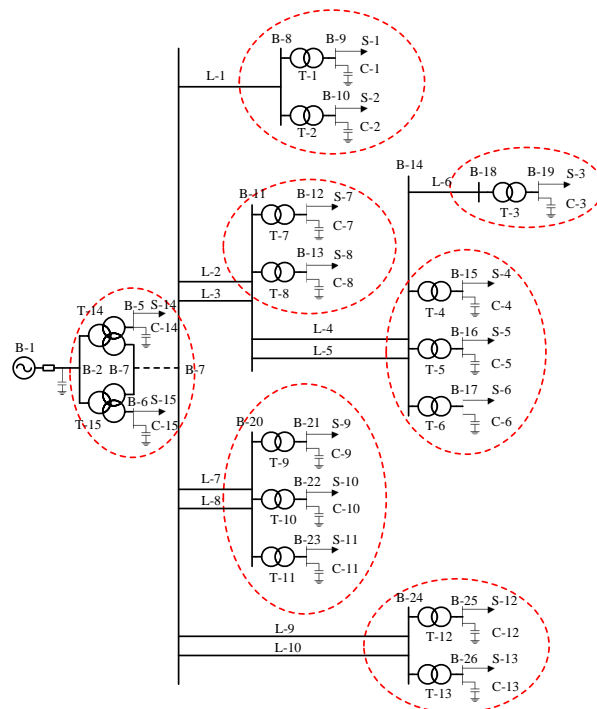 B-8 B-9 S-1
L-1 T-1 C-1
B-10 S-2
T-2 C-2
B-14 B-18 B-19 S-3
L-6 T-3 C-3
B-11 B-12 S-7
T-7 C-7
B-13 S-8
L-2 T-8 C-8
L-3
B-15 S-4
T-4 C-4
L-4 B-16 S-5
L-5 T-5 C-5
B-17 S-6
T-6 C-6
T-14 B-5 S-14
C-14
B-1 B-2 B-7 B-7
B-6 S-15
T-15 C-15
B-20 B-21 S-9
T-9 C-9
L-7 B-22 S-10
L-8 T-10 C-10
B-23 S-11
T-11 C-11
B-24 B-25 S-12
L-9 T-12 C-12
L-10 B-26 S-13
T-13 C-13